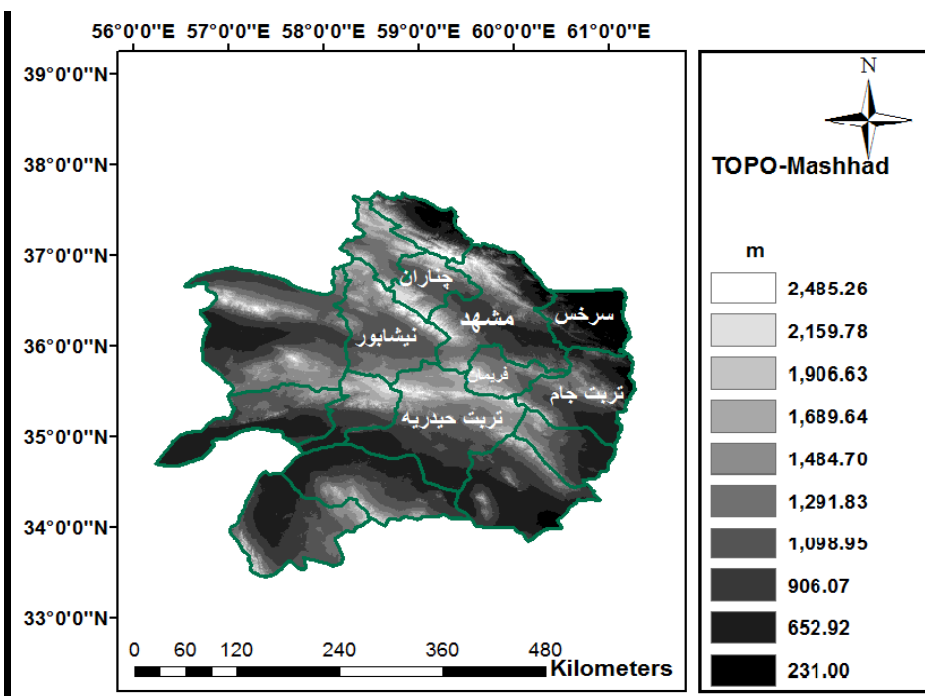 56°0'0"E 57°0'0"E 58°0'0"E 59°0'0"E 60°0'0"E 61°0'0"E
39°0'0"N
38°0'0"N
37°0'0"N
36°0'0"N
35°0'0"N
34°0'0"N
33°0'0"N
چناران
سرخس
مشهد
نیشابور
فریمان
تربت جام
تربت حیدریه
0 60 120 240 360 480
Kilometers
N
TOPO-Mashhad
m
2,485.26
2,159.78
1,906.63
1,689.64
1,484.70
1,291.83
1,098.95
906.07
652.92
231.00